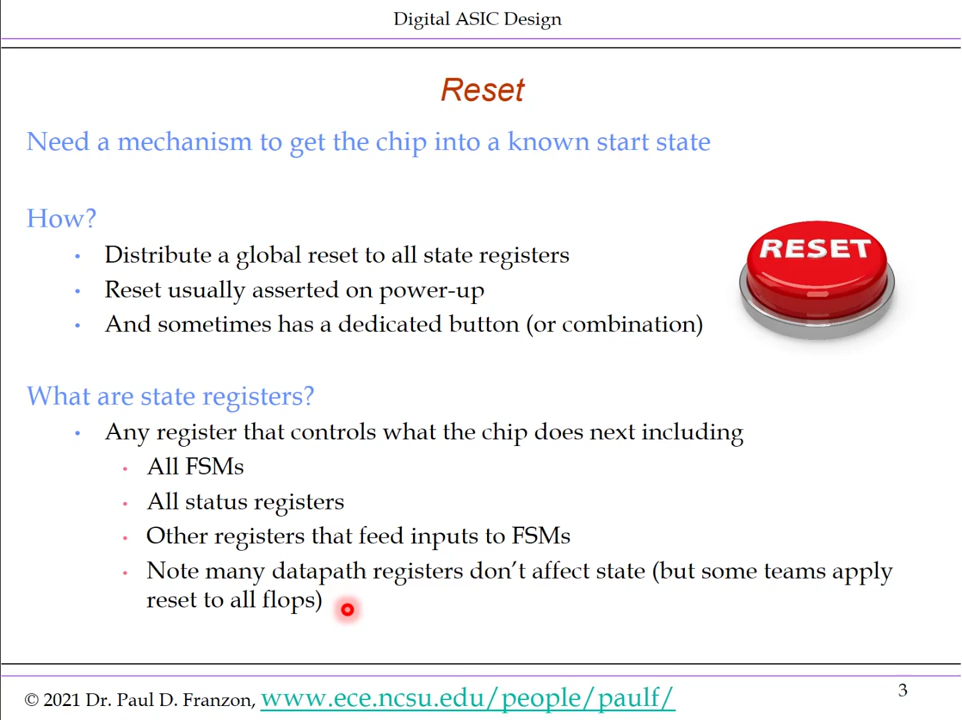 Digital ASIC Design
Reset
Need a mechanism to get the chip into a known start state
How?
• Distribute a global reset to all state registers
• Reset usually asserted on power-up
• And sometimes has a dedicated button (or combination)
RESET
What are state registers?
• Any register that controls what the chip does next including
• All FSMs
• All status registers
• Other registers that feed inputs to FSMs
• Note many datapath registers don't affect state (but some teams apply
reset to all flops)
© 2021 Dr. Paul D. Franzon, www.ece.ncsu.edu/people/paulf/
3